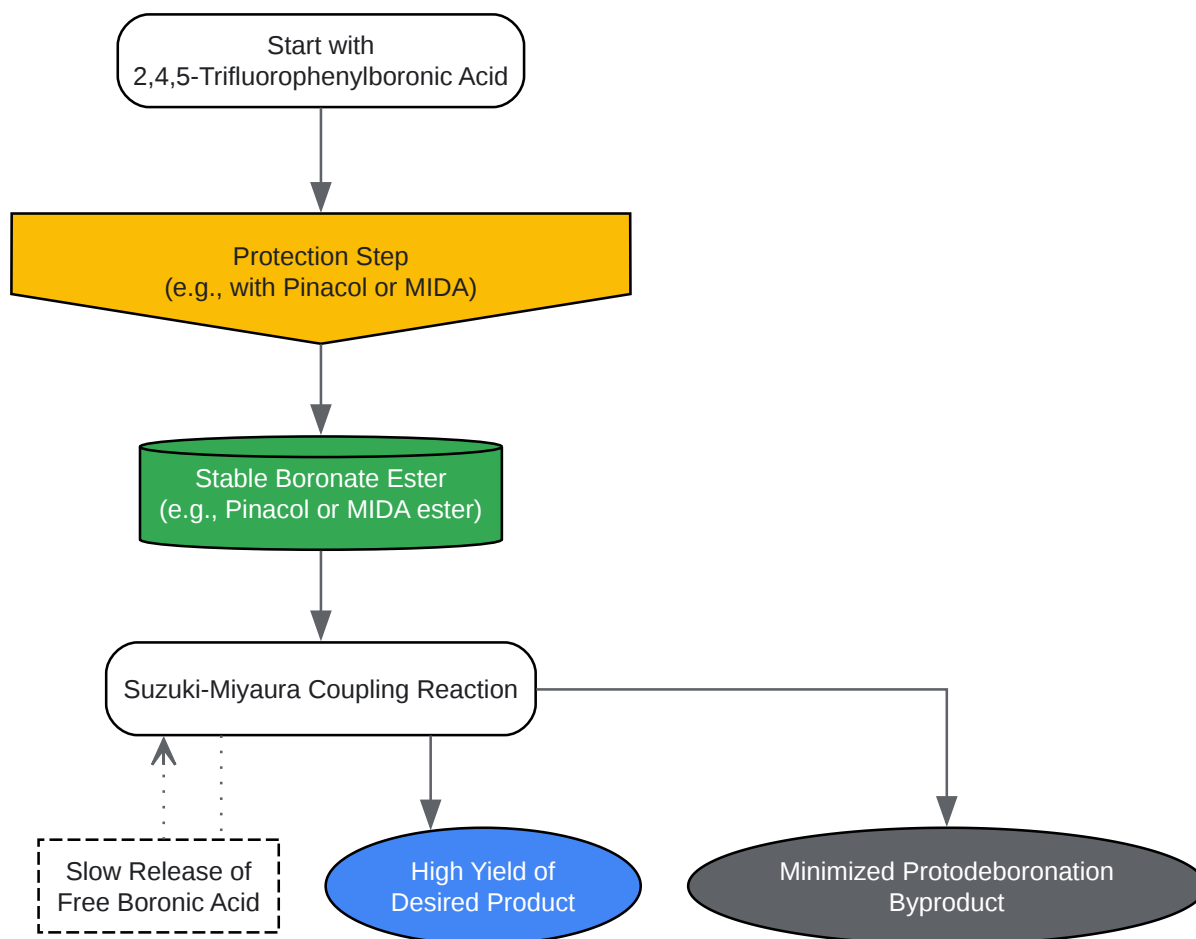 Start with
2,4,5-Trifluorophenylboronic Acid
Protection Step
(e.g., with Pinacol or MIDA)
Stable Boronate Ester
(e.g., Pinacol or MIDA ester)
Suzuki-Miyaura Coupling Reaction
Slow Release of
Free Boronic Acid
High Yield of
Desired Product
Minimized Protodeboronation
Byproduct